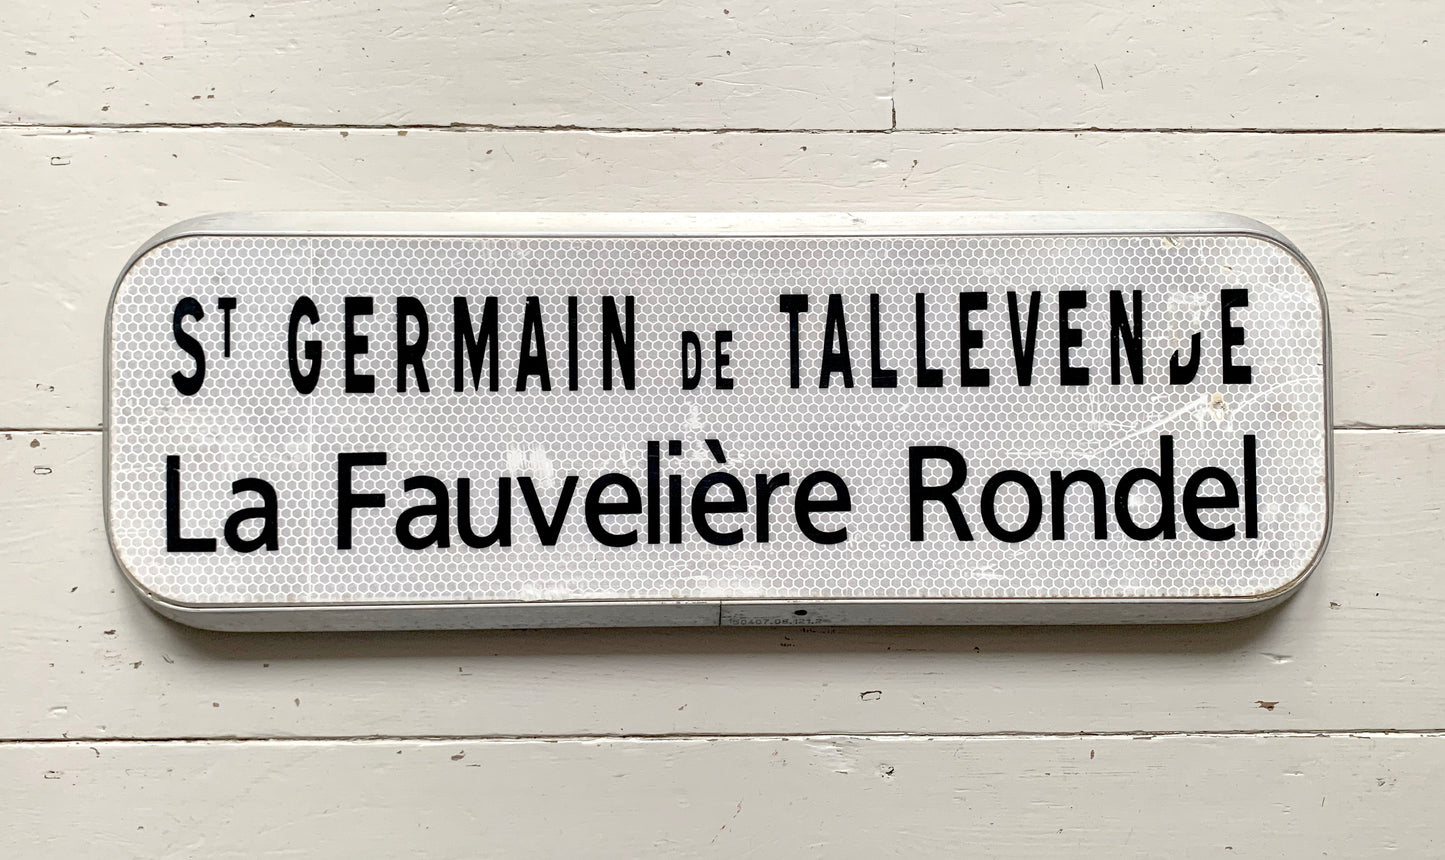 ST GERMAIN DE TALLEVENDE
La Fauvelière Rondel